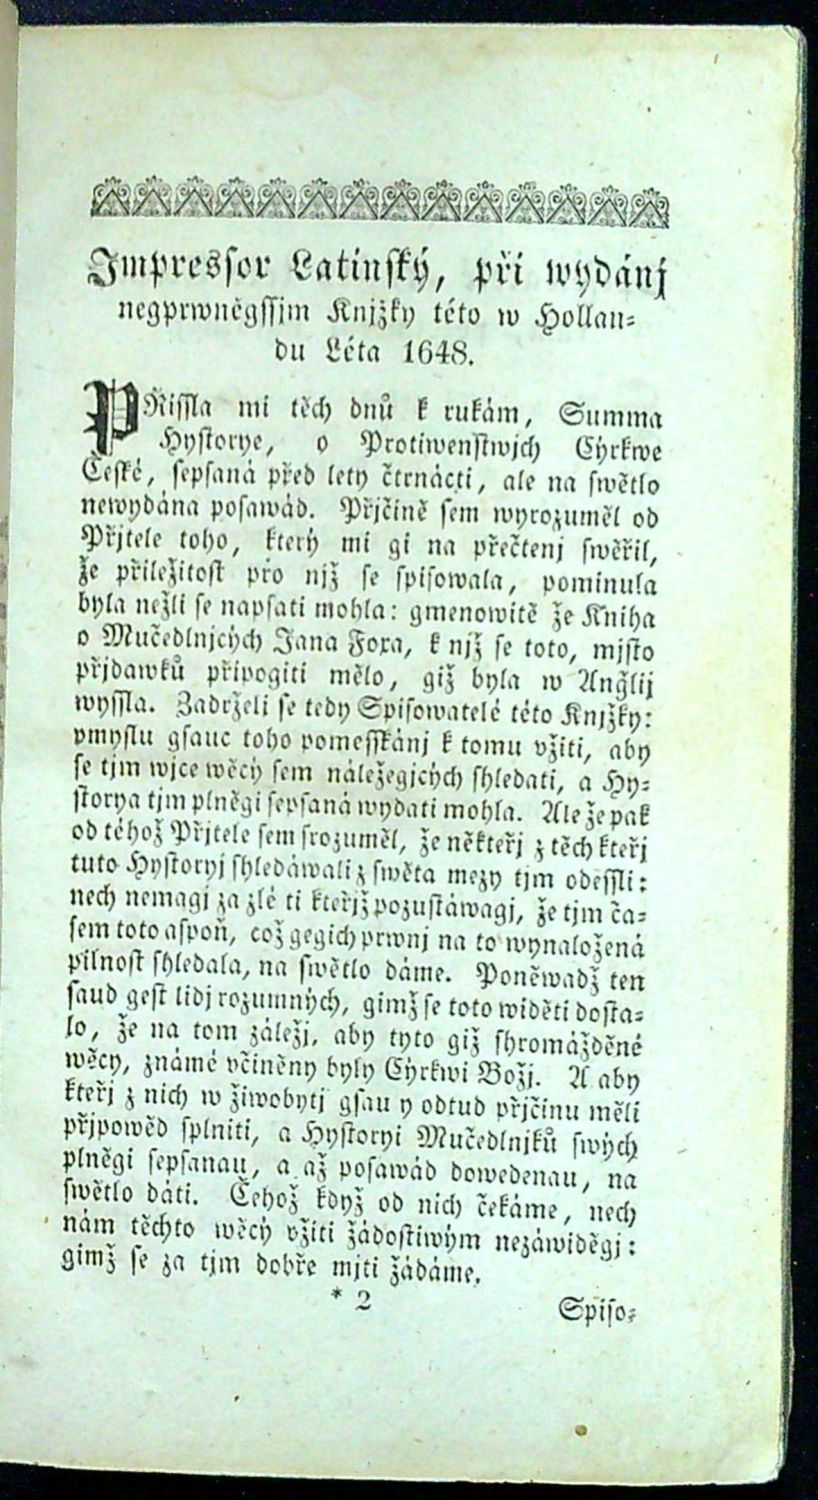 Impressor Latinský, při wydánj
negprwněgssjm Knjžky této w Hollan-
du Léta 1648.
PŘissla mi těch dnů k rukám, Summa
Hystorye, o Protiwenstwjch Cýrkwe
České, sepsaná před lety čtrnácti, ale na swětlo
newydána posawád. Přjčině sem wyrozuměl od
Přjtele toho, který mi gi na přečtenj swěřil,
že přiležitost pro njž se spisowala, pominula
byla nežli se napsati mohla: gmenowitě že Kniha
o Mučedlnjcých Jana Foxa, k njž se toto, mjsto
přjdawků připogiti mělo, giž byla w Anglij
wyssla. Zadrželi se tedy Spisowatelé této Knjžky:
vmyslu gsauc toho pomesskánj k tomu vžiti, aby
se tjm wjce wěcý sem náležegjcých shledati, a Hy-
storya tjm plněgi sepsaná wydati mohla. Ale že pak
od téhož Přjtele sem srozuměl, že někteřj z těch kteřj
tuto Hystoryj shledáwali z swěta mezy tjm odessli:
nech nemagj za zlé ti kteřjž pozustáwagj, že tjm ča-
sem toto aspoň, což gegich prwnj na to wynaložená
pilnost shledala, na swětlo dáme. Poněwadž ten
saud gest lidj rozumných, gimž se toto widěti dosta-
lo, že na tom záležj, aby tyto giž shromážděné
wěcy, známé včiněny byly Cýrkwi Božj. A aby
kteřj z nich w žiwobytj gsau y odtud přjčinu měli
přjpowěd splniti, a Hystoryi Mučedlnjků swých
plněgi sepsanau, a až posawád dowedenau, na
swětlo dáti. Čehož když od nich čekáme, nech
nám těchto wěcý vžiti žádostiwým nezáwiděgj:
gimž se za tjm dobře mjti žádáme.
* 2
Spiso-